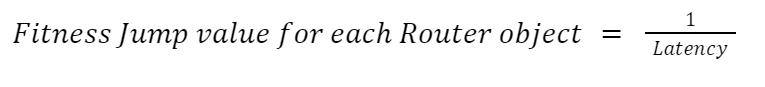 Fitness Jump value for each Router object = 1/Latency